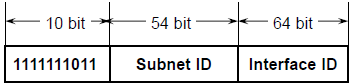 10 bit 54 bit 64 bit
1111111011 Subnet ID Interface ID